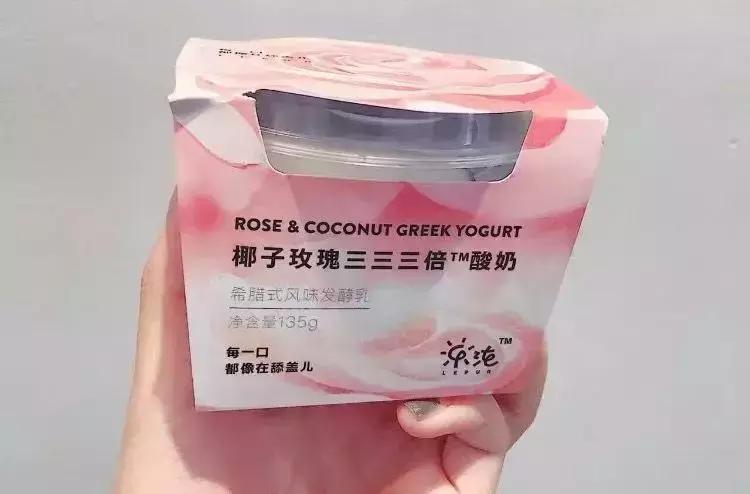 ROSE & COCONUT GREEK YOGURT
椰子玫瑰三三三倍™酸奶
希腊式风味发酵乳
净含量135g
每一口
都像在舔盖儿
乐纯™
LEPUR